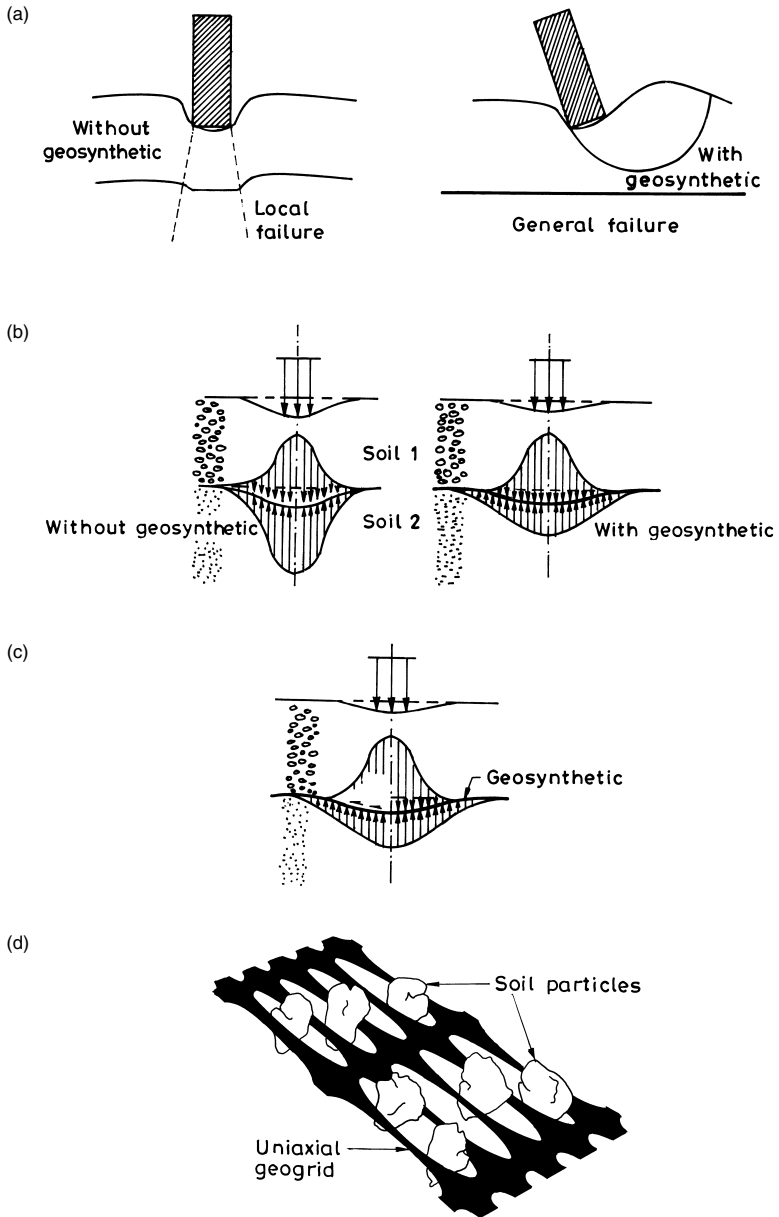 (a)
Without
geosynthetic
Local
failure
With
geosynthetic
General failure
(b)
Soil 1
Without geosynthetic
Soil 2
With geosynthetic
(c)
Geosynthetic
(d)
Soil particles
Uniaxial
geogrid